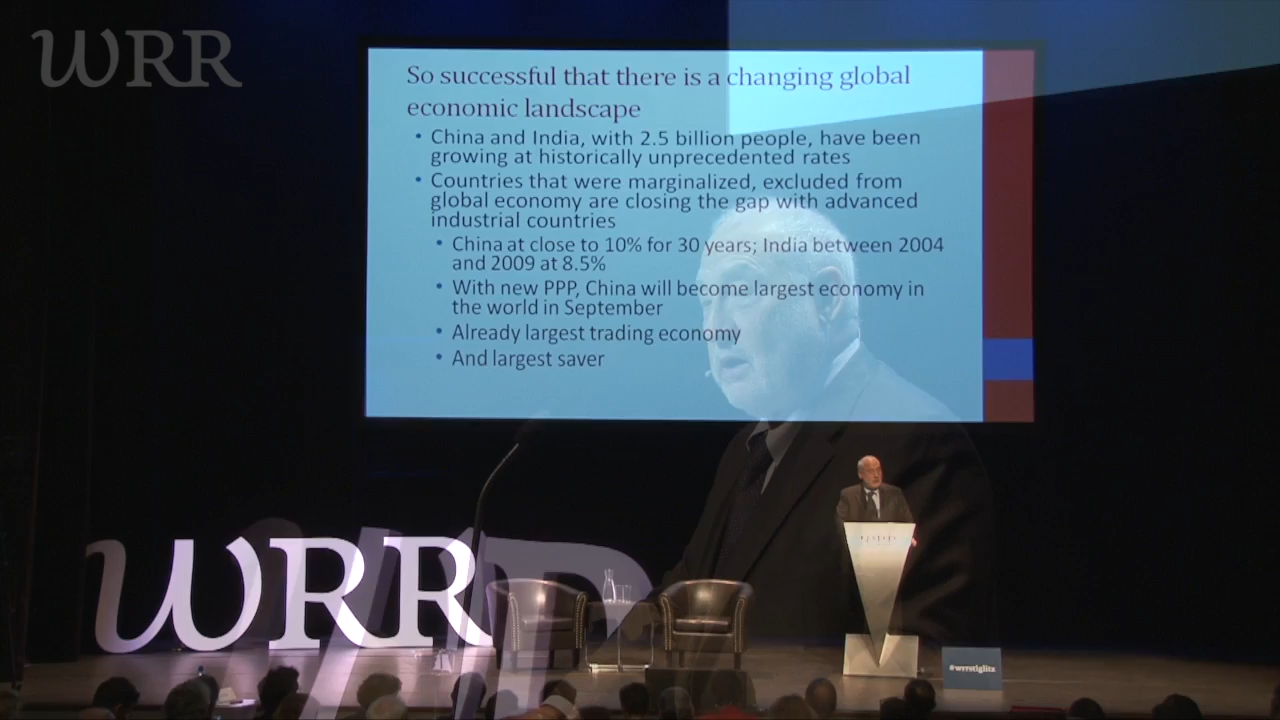 WRR
So successful that there is a changing global
economic landscape
• China and India, with 2.5 billion people, have been
growing at historically unprecedented rates
• Countries that were marginalized, excluded from
global economy are closing the gap with advanced
industrial countries
• China at close to 10% for 30 years; India between 2004
and 2009 at 8.5%
• With new PPP, China will become largest economy in
the world in September
• Already largest trading economy
• And largest saver
WRR
#wrrstiglitz